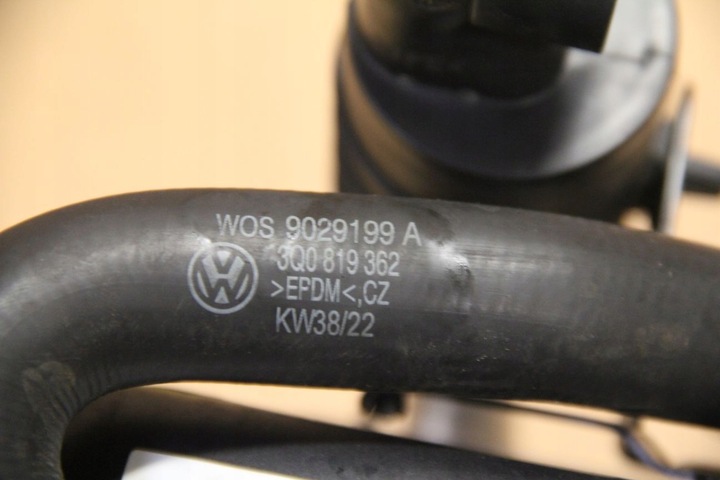 WOS 9029199 A
3Q0 819 362
>EPDM<,CZ
KW38/22